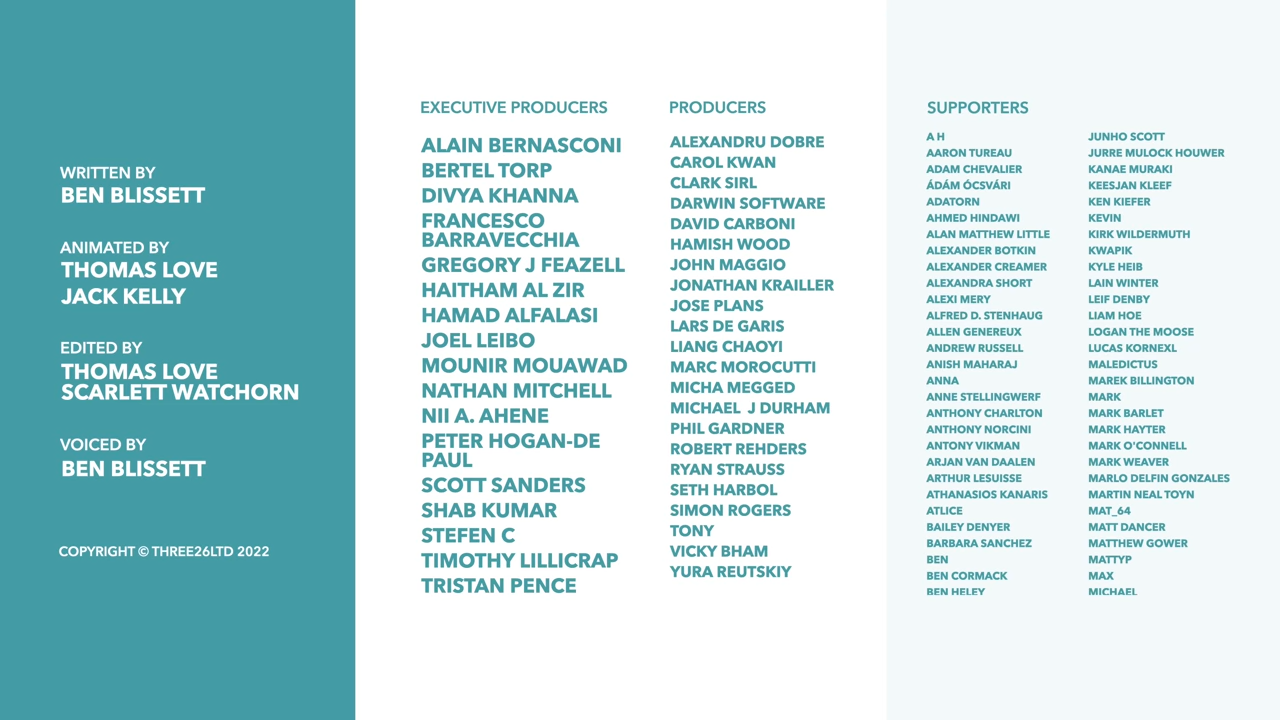 WRITTEN BY
BEN BLISSETT
ANIMATED BY
THOMAS LOVE
JACK KELLY
EDITED BY
THOMAS LOVE
SCARLETT WATCHORN
VOICED BY
BEN BLISSETT
COPYRIGHT © THREE26LTD 2022
EXECUTIVE PRODUCERS
ALAIN BERNASCONI
BERTEL TORP
DIVYA KHANNA
FRANCESCO
BARRAVECCHIA
GREGORY J FEAZELL
HAITHAM AL ZIR
HAMAD ALFALASI
JOEL LEIBO
MOUNIR MOUAWAD
NATHAN MITCHELL
NII A. AHENE
PETER HOGAN-DE
PAUL
SCOTT SANDERS
SHAB KUMAR
STEFEN C
TIMOTHY LILLICRAP
TRISTAN PENCE
PRODUCERS
ALEXANDRU DOBRE
CAROL KWAN
CLARK SIRL
DARWIN SOFTWARE
DAVID CARBONI
HAMISH WOOD
JOHN MAGGIO
JONATHAN KRAILLER
JOSE PLANS
LARS DE GARIS
LIANG CHAOYI
MARC MOROCUTTI
MICHA MEGGED
MICHAEL  J DURHAM
PHIL GARDNER
ROBERT REHDERS
RYAN STRAUSS
SETH HARBOL
SIMON ROGERS
TONY
VICKY BHAM
YURA REUTSKIY
SUPPORTERS
A H
AARON TUREAU
ADAM CHEVALIER
ÁDÁM ÓCSVÁRI
ADATORN
AHMED HINDAWI
ALAN MATTHEW LITTLE
ALEXANDER BOTKIN
ALEXANDER CREAMER
ALEXANDRA SHORT
ALEXI MERY
ALFRED D. STENHAUG
ALLEN GENEREUX
ANDREW RUSSELL
ANISH MAHARAJ
ANNA
ANNE STELLINGWERF
ANTHONY CHARLTON
ANTHONY NORCINI
ANTONY VIKMAN
ARJAN VAN DAALEN
ARTHUR LESUISSE
ATHANASIOS KANARIS
ATLICE
BAILEY DENYER
BARBARA SANCHEZ
BEN
BEN CORMACK
BEN HELEY
JUNHO SCOTT
JURRE MULOCK HOUWER
KANAE MURAKI
KEESJAN KLEEF
KEN KIEFER
KEVIN
KIRK WILDERMUTH
KWAPIK
KYLE HEIB
LAIN WINTER
LEIF DENBY
LIAM HOE
LOGAN THE MOOSE
LUCAS KORNEXL
MALEDICTUS
MAREK BILLINGTON
MARK
MARK BARLET
MARK HAYTER
MARK O'CONNELL
MARK WEAVER
MARLO DELFIN GONZALES
MARTIN NEAL TOYN
MAT_64
MATT DANCER
MATTHEW GOWER
MATTYP
MAX
MICHAEL